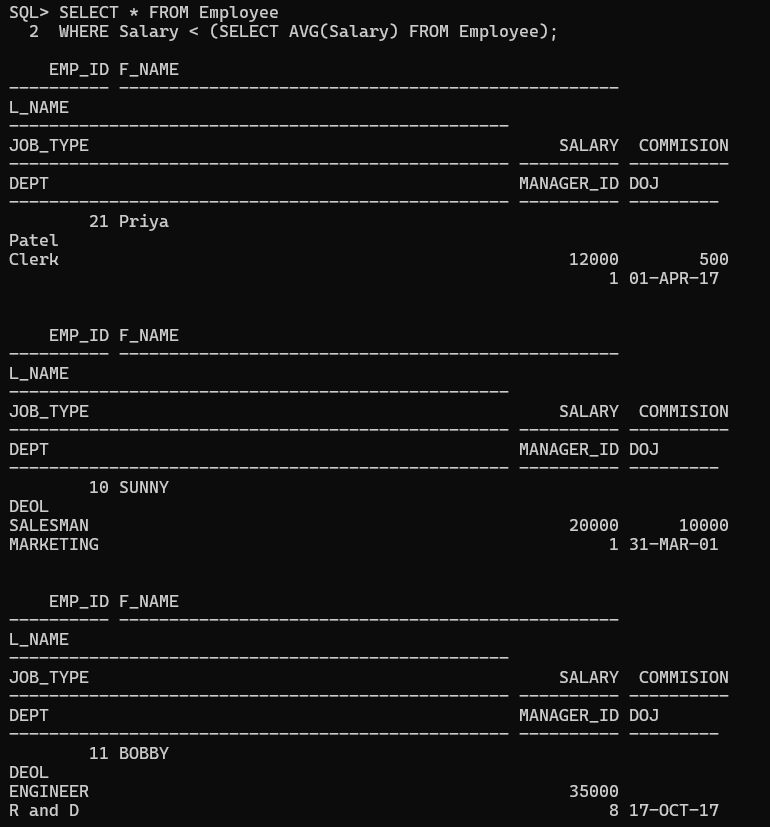 SQL> SELECT * FROM Employee
  2  WHERE Salary < (SELECT AVG(Salary) FROM Employee);
    EMP_ID F_NAME
---------- --------------------------------------------------
L_NAME
--------------------------------------------------
JOB_TYPE                                               SALARY  COMMISION
-------------------------------------------------- ---------- ----------
DEPT                                               MANAGER_ID DOJ
-------------------------------------------------- ---------- ---------
        21 Priya
Patel
Clerk                                                   12000        500
                                                            1 01-APR-17
    EMP_ID F_NAME
---------- --------------------------------------------------
L_NAME
--------------------------------------------------
JOB_TYPE                                               SALARY  COMMISION
-------------------------------------------------- ---------- ----------
DEPT                                               MANAGER_ID DOJ
-------------------------------------------------- ---------- ---------
        10 SUNNY
DEOL
SALESMAN                                                20000      10000
MARKETING                                                   1 31-MAR-01
    EMP_ID F_NAME
---------- --------------------------------------------------
L_NAME
--------------------------------------------------
JOB_TYPE                                               SALARY  COMMISION
-------------------------------------------------- ---------- ----------
DEPT                                               MANAGER_ID DOJ
-------------------------------------------------- ---------- ---------
        11 BOBBY
DEOL
ENGINEER                                                35000
R and D                                                     8 17-OCT-17